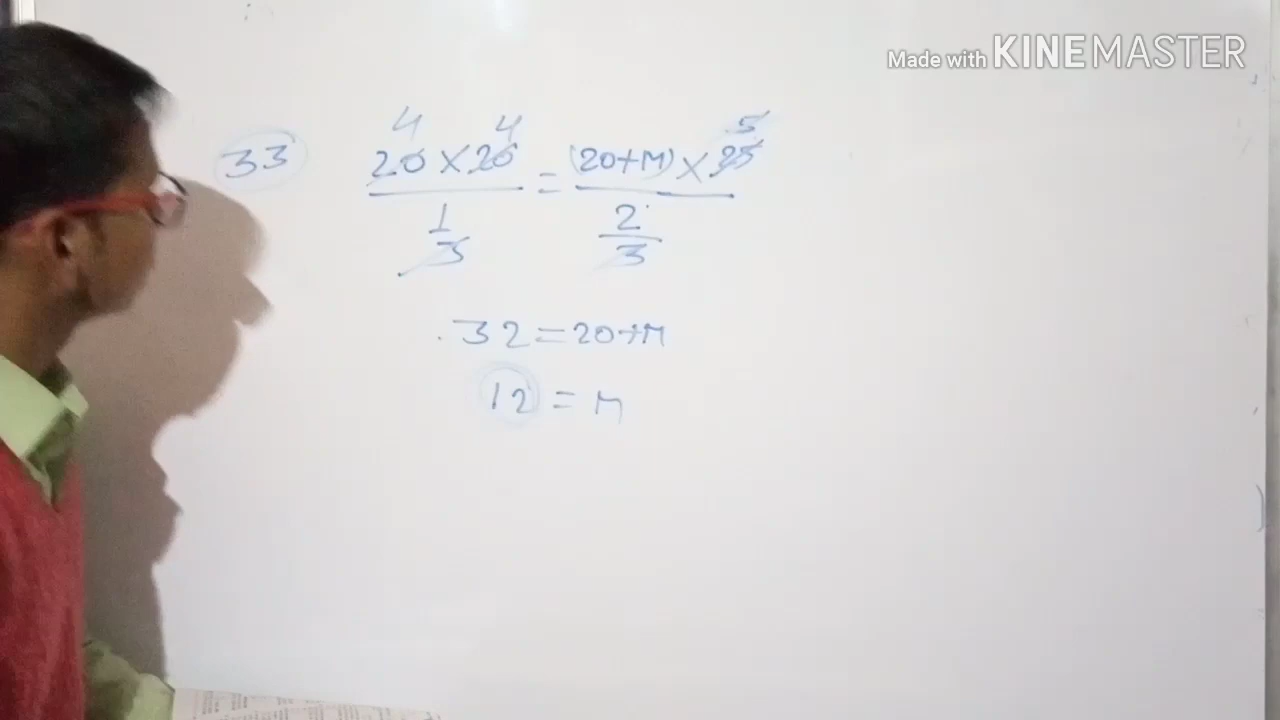 Made with KINEMASTER
4 4 5
33 20×20 = (20+M)×25
1/3 2/3
32=20+M
12 = M